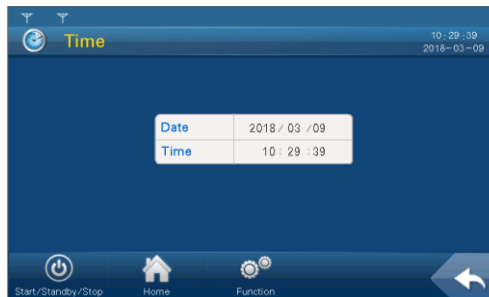 Time
10:29:39
2018-03-09
Date 2018/ 03 /09
Time 10 : 29 : 39
Start/Standby/Stop Home Function